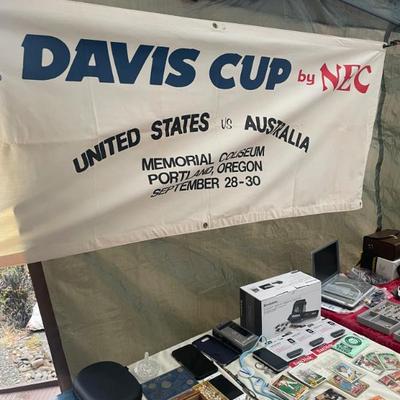 DAVIS CUP by NEC
UNITED STATES VS AUSTRALIA
MEMORIAL COLISEUM
PORTLAND, OREGON
SEPTEMBER 28-30